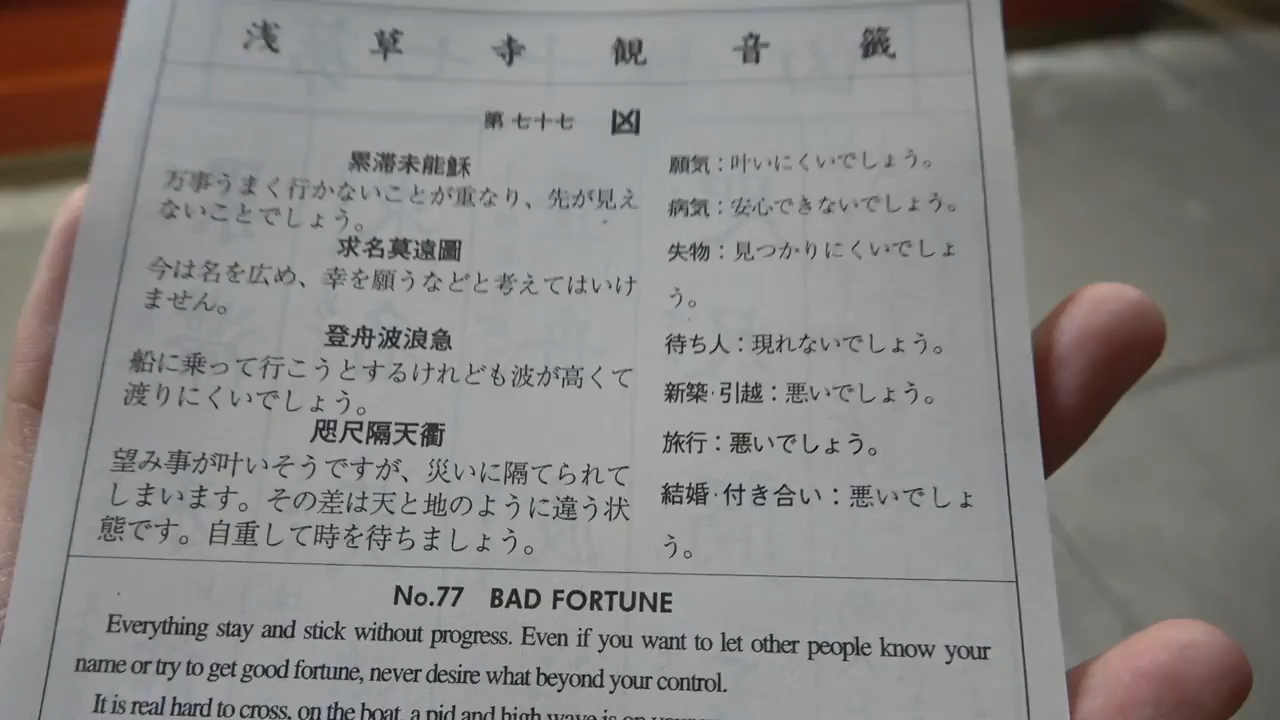 浅草寺観音籤
第七十七 凶
累滞未能穌
万事うまく行かないことが重なり、先が見え
ないことでしょう。
求名莫遠圖
今は名を広め、幸を願うなどと考えてはいけ
ません。
登舟波浪急
船に乗って行こうとするけれども波が高くて
渡りにくいでしょう。
咫尺隔天衢
望み事が叶いそうですが、災いに隔てられて
しまいます。その差は天と地のように違う状
態です。自重して時を待ちましょう。
願気：叶いにくいでしょう。
病気：安心できないでしょう。
失物：見つかりにくいでしょ
う。
待ち人：現れないでしょう。
新築·引越：悪いでしょう。
旅行：悪いでしょう。
結婚·付き合い：悪いでしょ
う。
No.77 BAD FORTUNE
Everything stay and stick without progress. Even if you want to let other people know your
name or try to get good fortune, never desire what beyond your control.
It is real hard to cross, on the boat, a pid and high wave is on